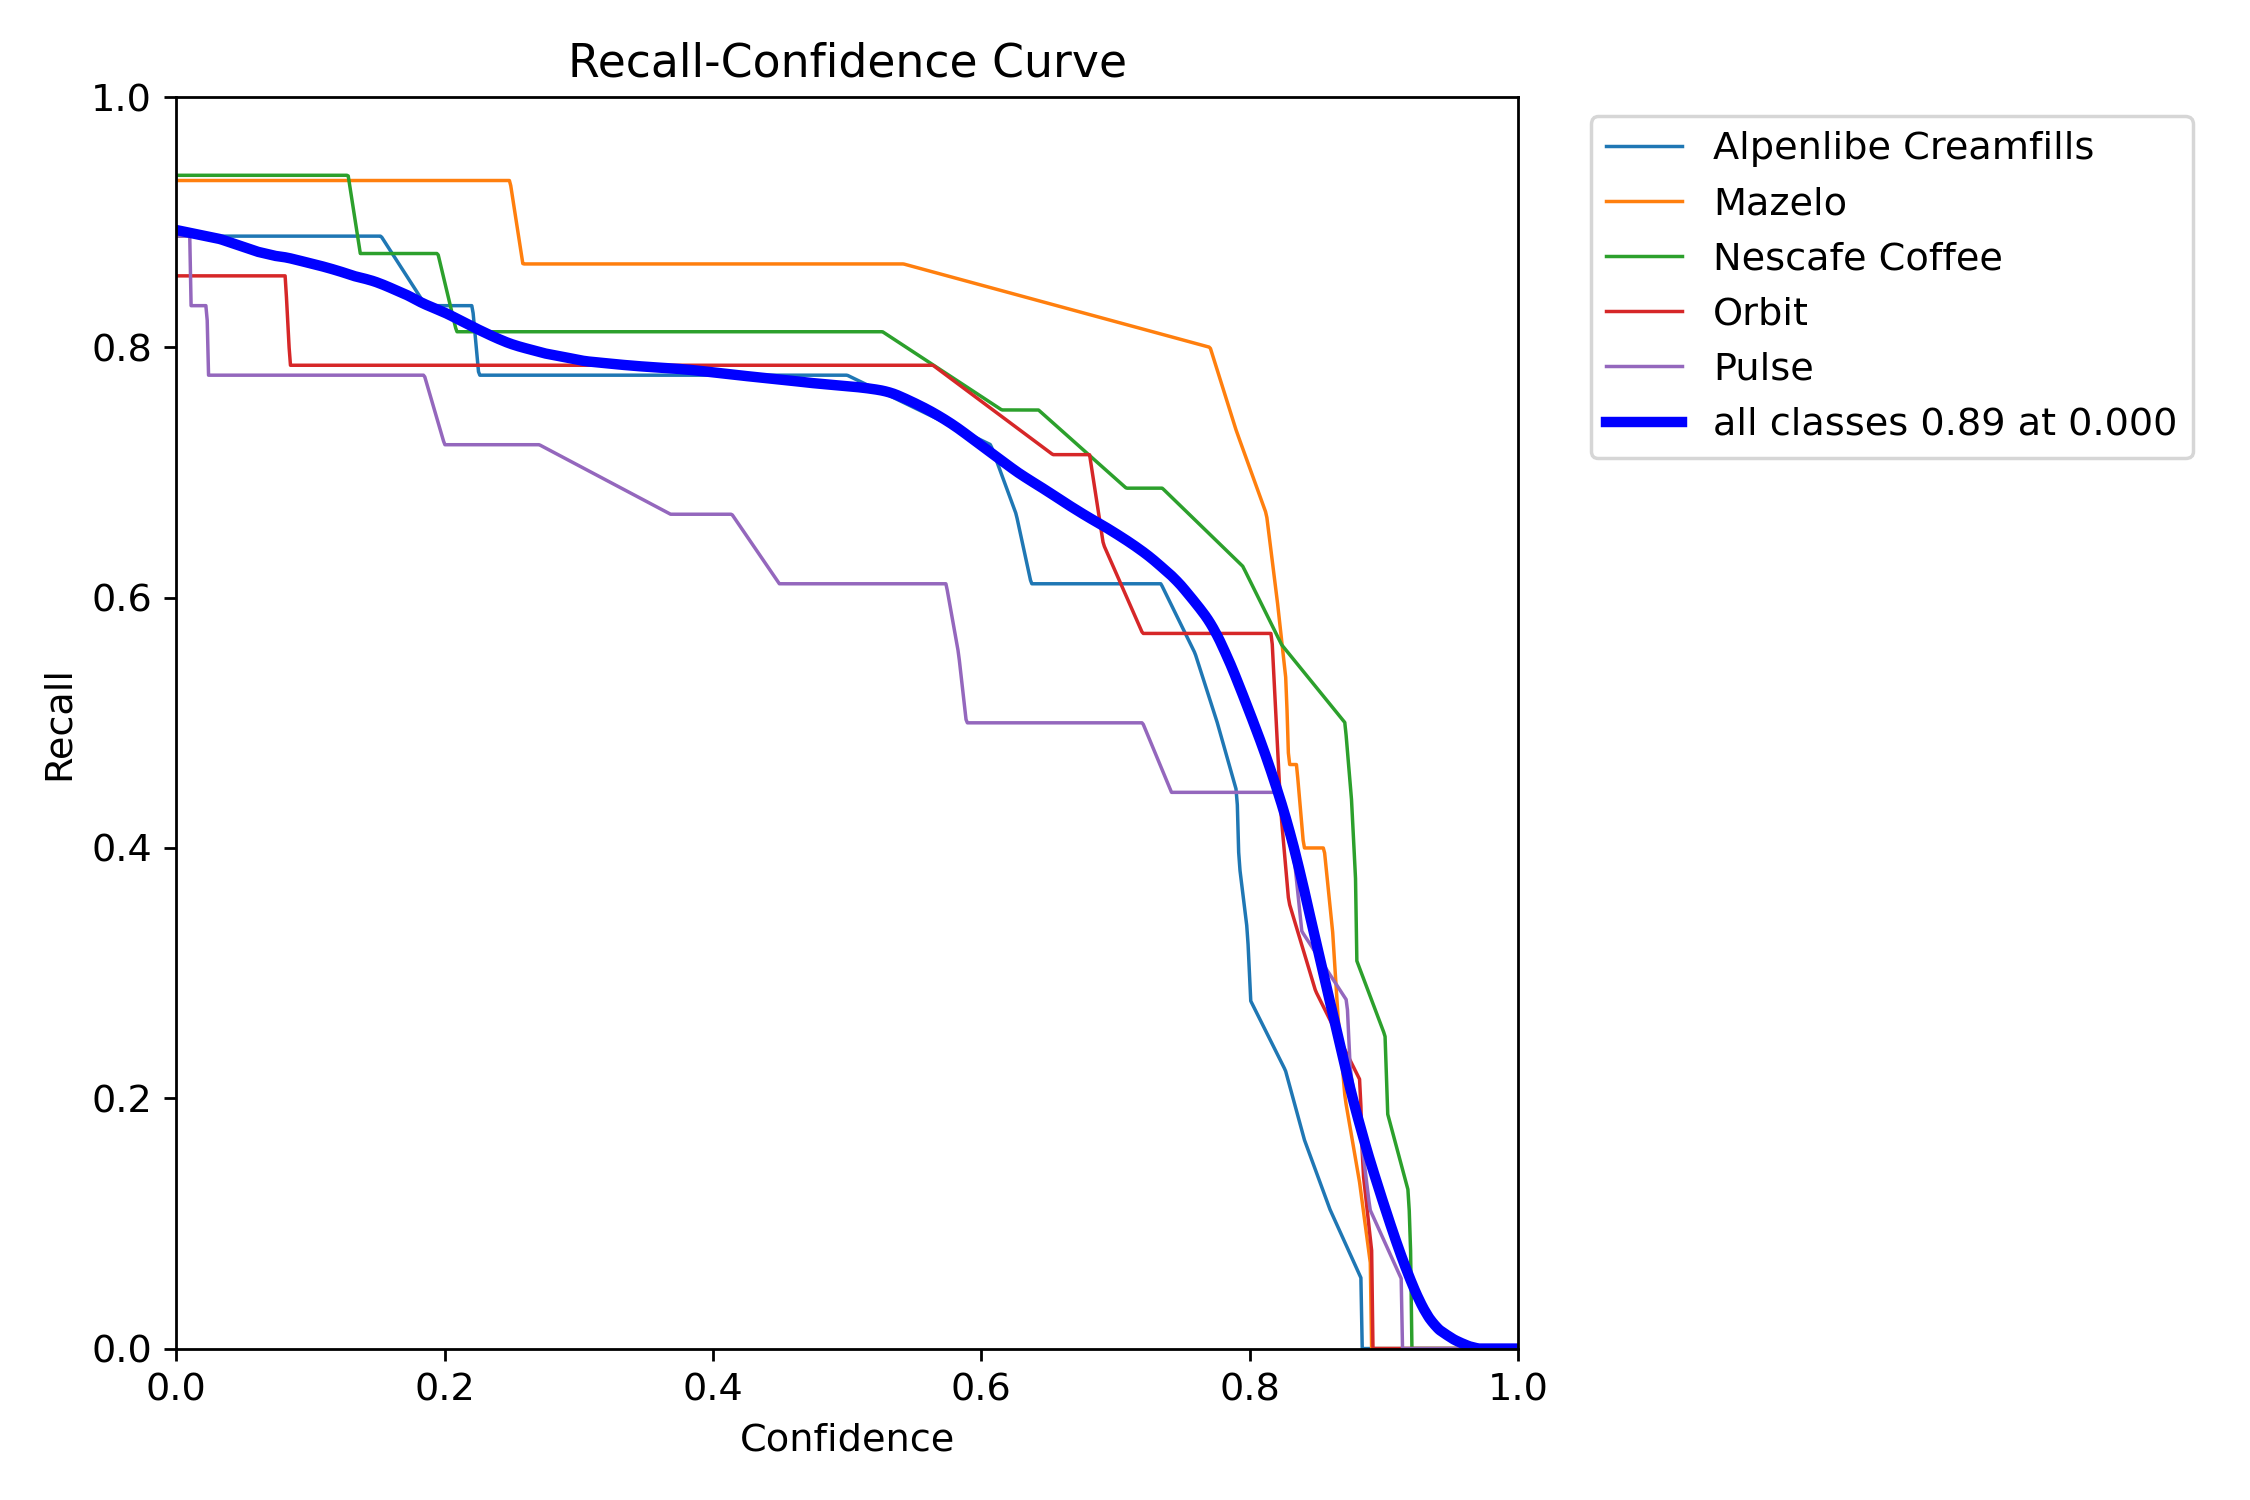 Recall-Confidence Curve
1.0
0.8
0.6
0.4
0.2
0.0
Recall
0.0 0.2 0.4 0.6 0.8 1.0
Confidence
Alpenlibe Creamfills
Mazelo
Nescafe Coffee
Orbit
Pulse
all classes 0.89 at 0.000